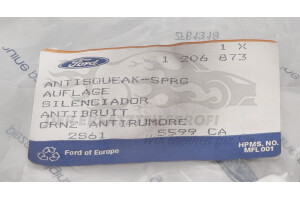 Ford
1 X
1 206 873
ANTISQUEAK-SPRG
AUFLAGE
SILENCIADOR
ANTIBRUIT
GRNZ ANTIRUMORE
2S61 5599 CA
Ford of Europe
HPMS. NO.
MFL 001